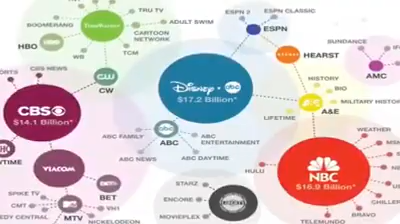 ESPN 2
ESPN CLASSIC
TRU TV
BOOMERANG
ADULT SWIM
CARTOON
NETWORK
ESPN
SUNDANCE
IFC
HBO
WB
TCM
HEARST
AMC
CBS NEWS
CW
HISTORY
DISNEY
abc
$17.2 Billion*
BIO
MILITARY HISTORY
CBS
$14.1 Billion*
A&E
LIFETIME
ABC FAMILY
ABC
ABC
ENTERTAINMENT
WEATHER
ABC NEWS
ABC DAYTIME
HULU
NBC
$16.9 Billion*
VIACOM
BET
BET
STARZ
SPIKE TV
ENCORE
CMT
VH1
MTV
MOVIEPLEX
NICKELODEON
TELEMUNDO
BRAVO
CHILLER